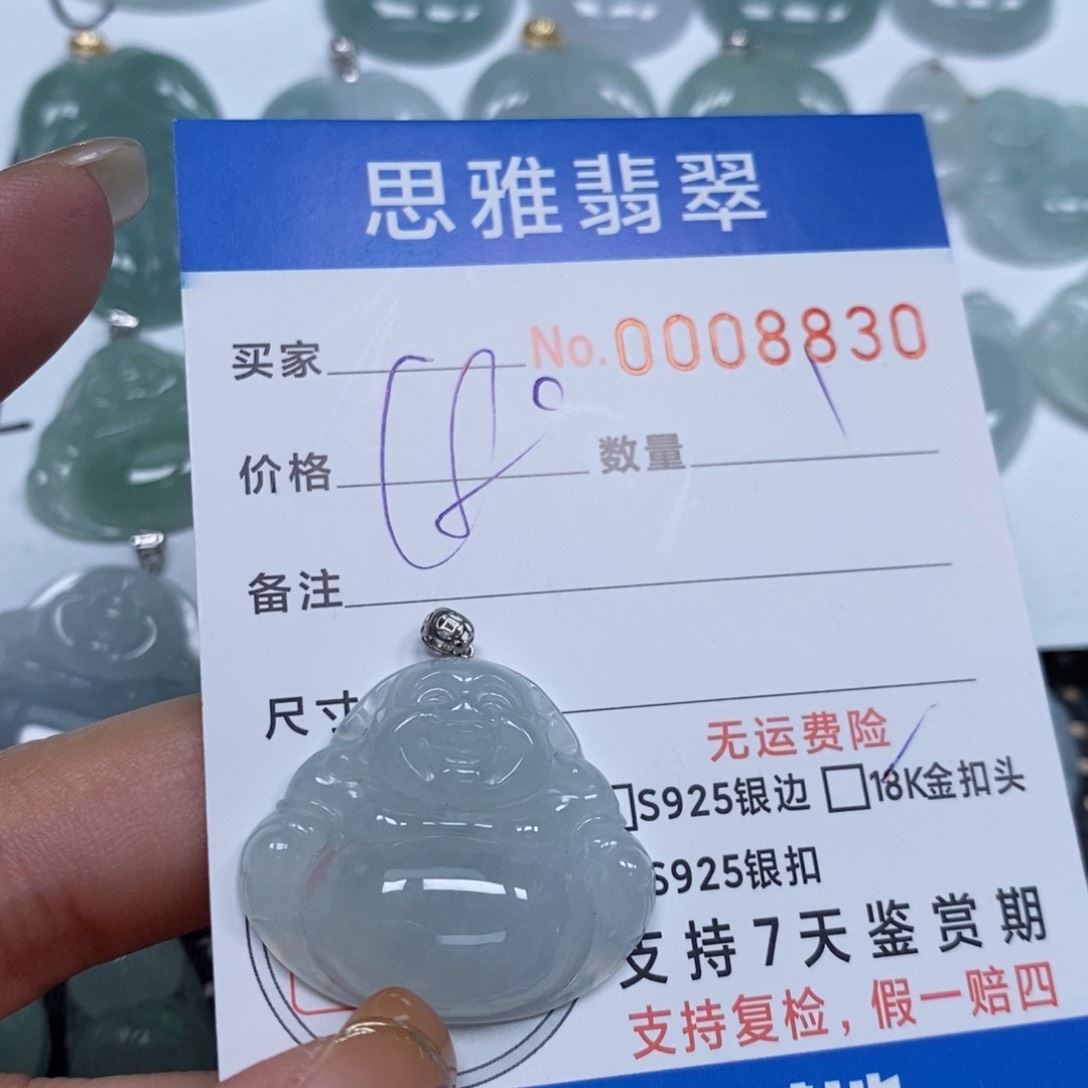 思雅翡翠
买家 No.0008830
价格 数量
备注
尺寸
无运费险
S925银边 18K金扣头
S925银扣
支持7天鉴赏期
支持复检，假一赔四